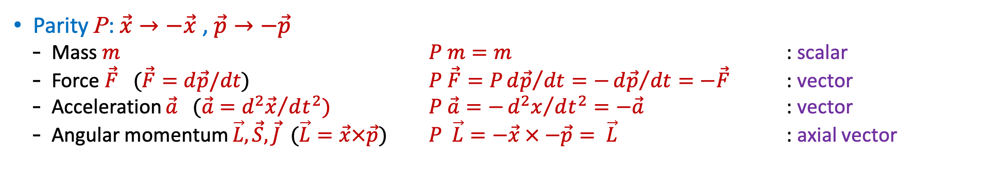 • Parity P: x⃗ → −x⃗ , p⃗ → −p⃗
- Mass m P m = m : scalar
- Force F⃗ (F⃗ = dp⃗/dt) P F⃗ = P dp⃗/dt = − dp⃗/dt = −F⃗ : vector
- Acceleration a⃗ (a⃗ = d²x⃗/dt²) P a⃗ = − d²x/dt² = −a⃗ : vector
- Angular momentum L⃗, S⃗, J⃗ (L⃗ = x⃗×p⃗) P L⃗ = −x⃗ × −p⃗ = L⃗ : axial vector